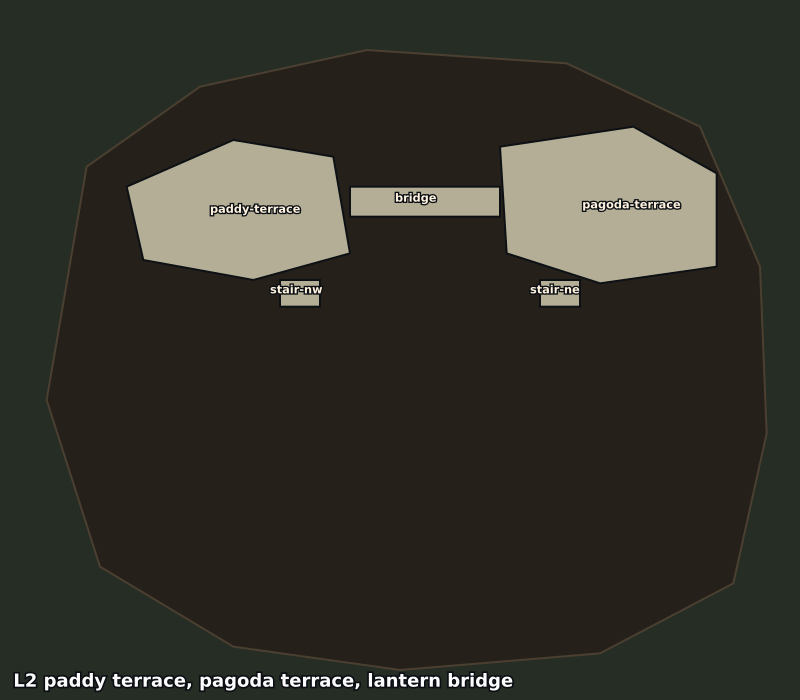 bridge
pagoda-terrace
paddy-terrace
stair-nw
stair-ne
L2 paddy terrace, pagoda terrace, lantern bridge